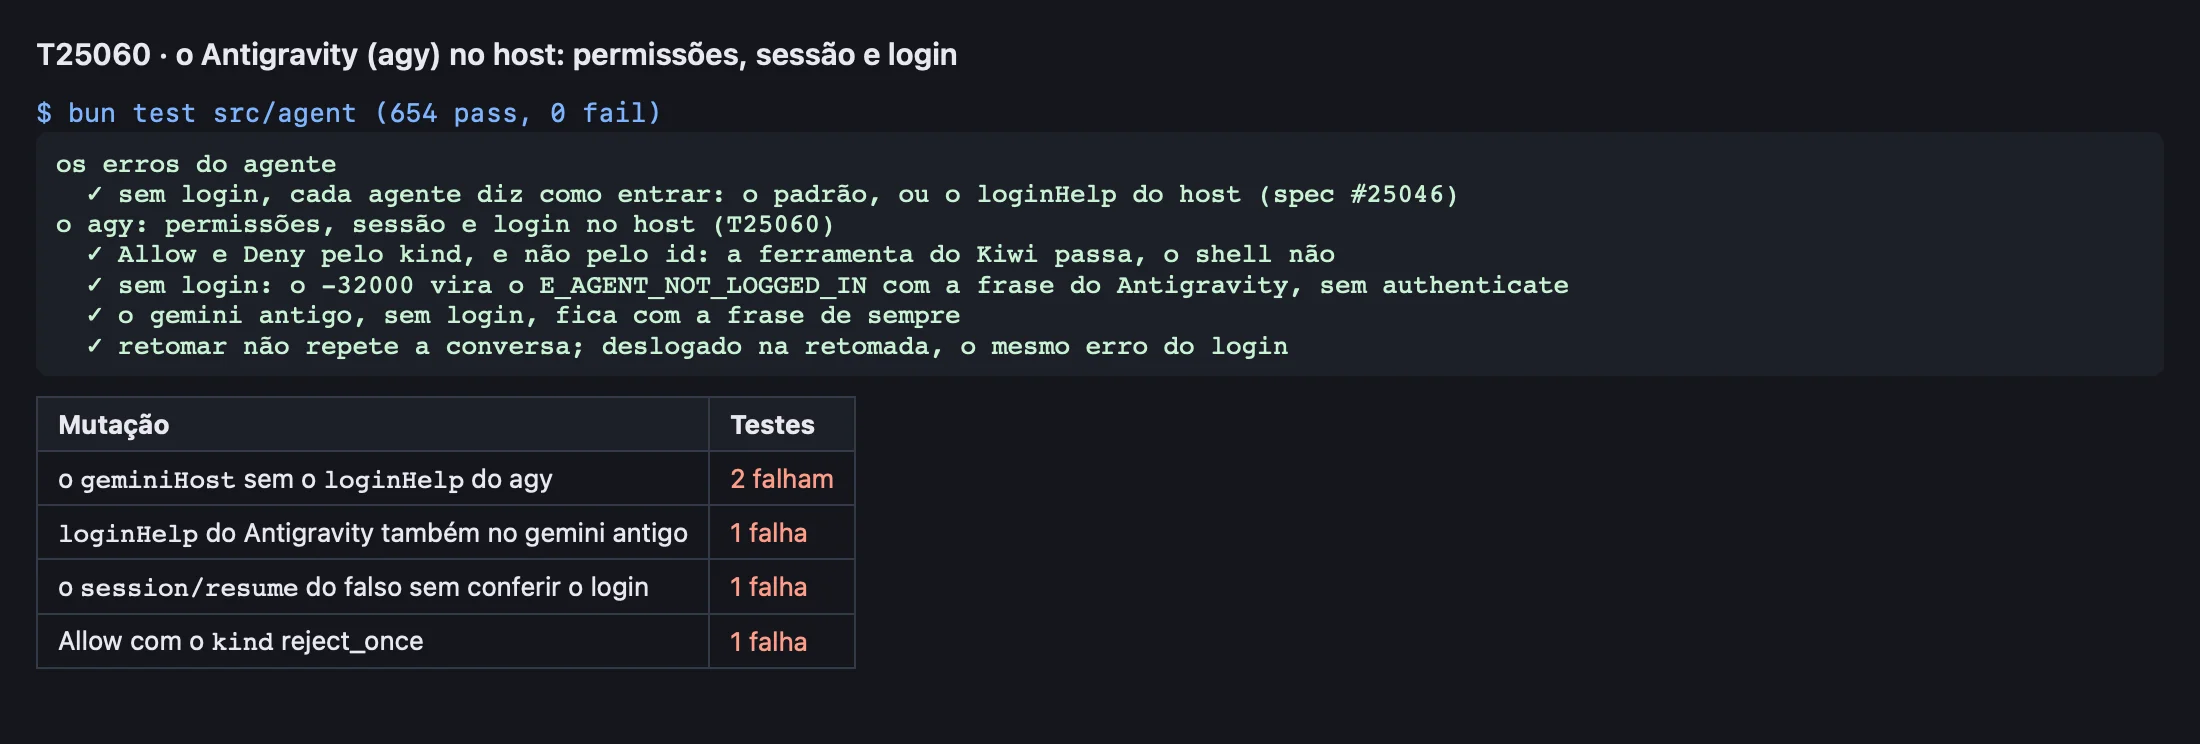 T25060 · o Antigravity (agy) no host: permissões, sessão e login
$ bun test src/agent (654 pass, 0 fail)
os erros do agente
✓ sem login, cada agente diz como entrar: o padrão, ou o loginHelp do host (spec #25046)
o agy: permissões, sessão e login no host (T25060)
✓ Allow e Deny pelo kind, e não pelo id: a ferramenta do Kiwi passa, o shell não
✓ sem login: o -32000 vira o E_AGENT_NOT_LOGGED_IN com a frase do Antigravity, sem authenticate
✓ o gemini antigo, sem login, fica com a frase de sempre
✓ retomar não repete a conversa; deslogado na retomada, o mesmo erro do login
Mutação Testes
o geminiHost sem o loginHelp do agy 2 falham
loginHelp do Antigravity também no gemini antigo 1 falha
o session/resume do falso sem conferir o login 1 falha
Allow com o kind reject_once 1 falha